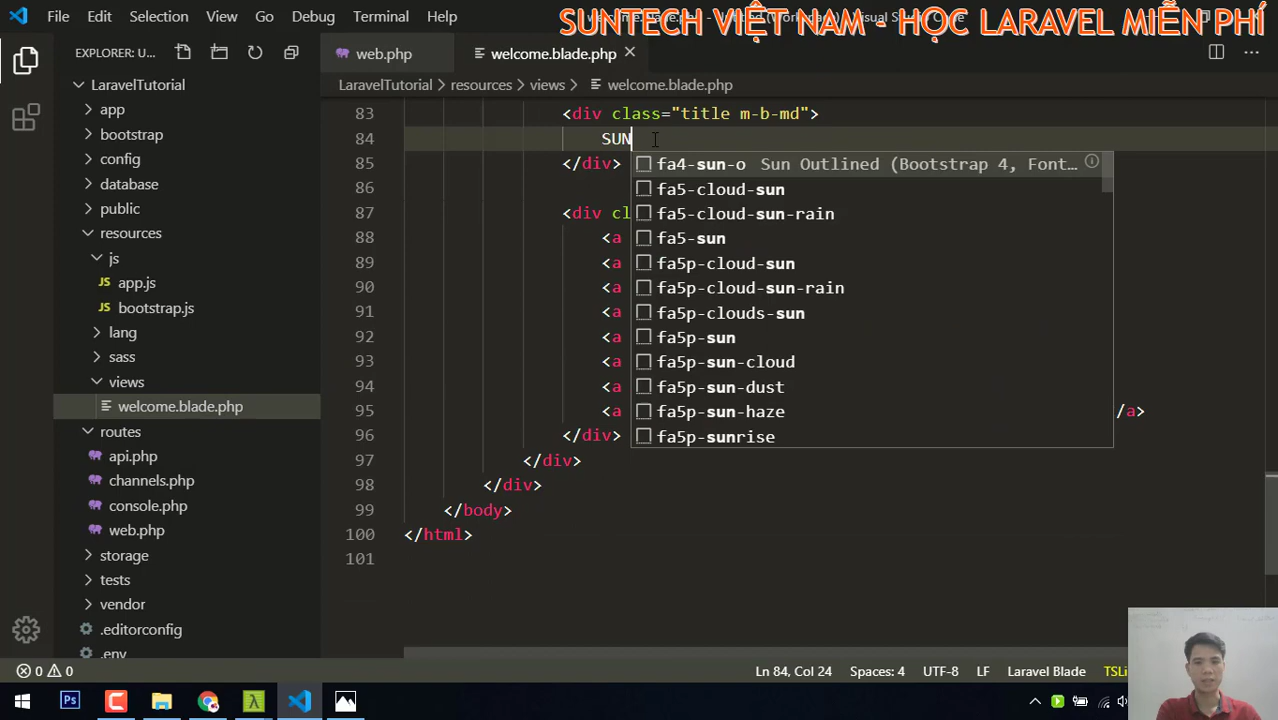 File Edit Selection View Go Debug Terminal Help
SUNTECH VIỆT NAM - HỌC LARAVEL MIỄN PHÍ
EXPLORER: U...
web.php
welcome.blade.php
LaravelTutorial > resources > views > welcome.blade.php
LaravelTutorial
app
bootstrap
config
database
public
resources
js
JS app.js
JS bootstrap.js
lang
sass
views
welcome.blade.php
routes
api.php
channels.php
console.php
web.php
storage
tests
vendor
.editorconfig
.env
83 <div class="title m-b-md">
84 SUN
85 </div>
86
87 <div cl
88 <a
89 <a
90 <a
91 <a
92 <a
93 <a
94 <a
95 <a /a>
96 </div>
97 </div>
98 </div>
99 </body>
100 </html>
101
fa4-sun-o Sun Outlined (Bootstrap 4, Font...
fa5-cloud-sun
fa5-cloud-sun-rain
fa5-sun
fa5p-cloud-sun
fa5p-cloud-sun-rain
fa5p-clouds-sun
fa5p-sun
fa5p-sun-cloud
fa5p-sun-dust
fa5p-sun-haze
fa5p-sunrise
0 0
Ln 84, Col 24 Spaces: 4 UTF-8 LF Laravel Blade TSLi
Ps